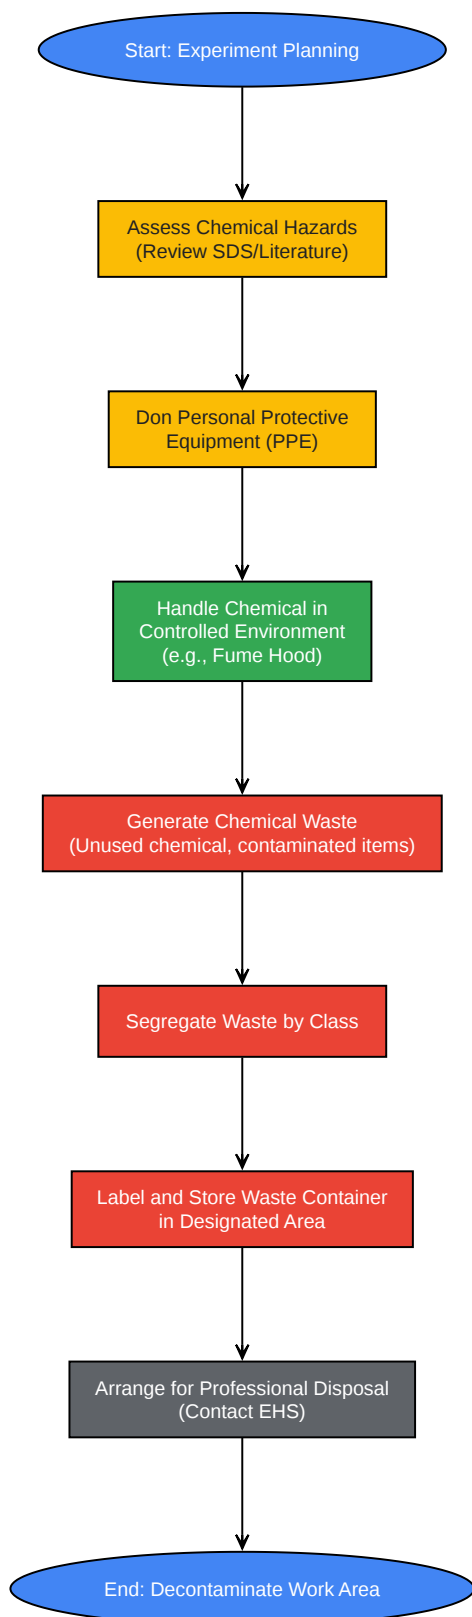 Start: Experiment Planning
Assess Chemical Hazards
(Review SDS/Literature)
Don Personal Protective
Equipment (PPE)
Handle Chemical in
Controlled Environment
(e.g., Fume Hood)
Generate Chemical Waste
(Unused chemical, contaminated items)
Segregate Waste by Class
Label and Store Waste Container
in Designated Area
Arrange for Professional Disposal
(Contact EHS)
End: Decontaminate Work Area